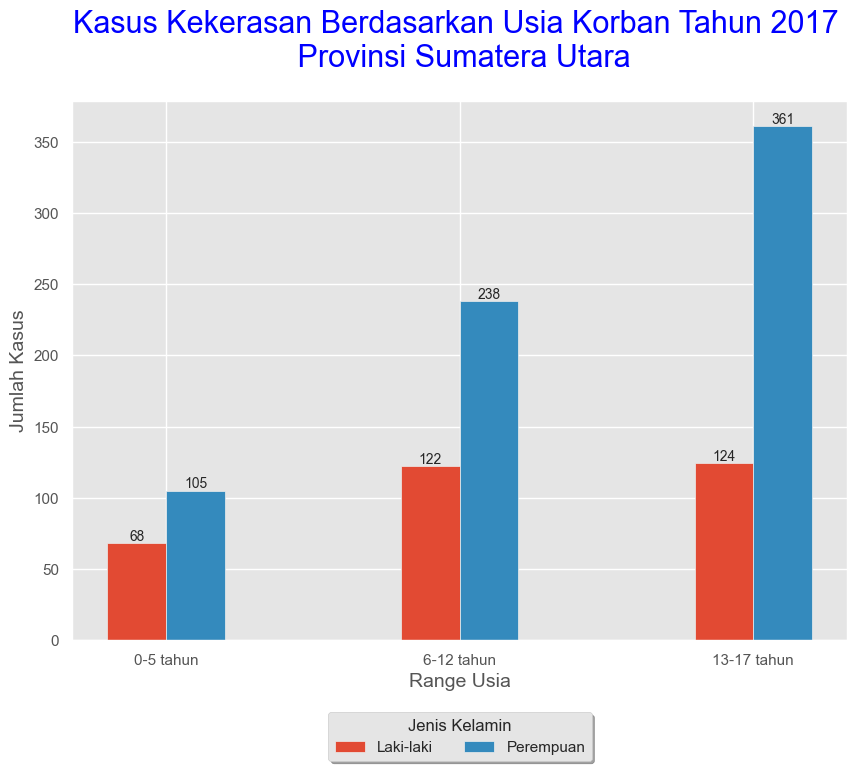 Kasus Kekerasan Berdasarkan Usia Korban Tahun 2017
Provinsi Sumatera Utara
Jumlah Kasus
350
300
250
200
150
100
50
0
68
105
122
238
124
361
0-5 tahun
6-12 tahun
13-17 tahun
Range Usia
Jenis Kelamin
Laki-laki
Perempuan